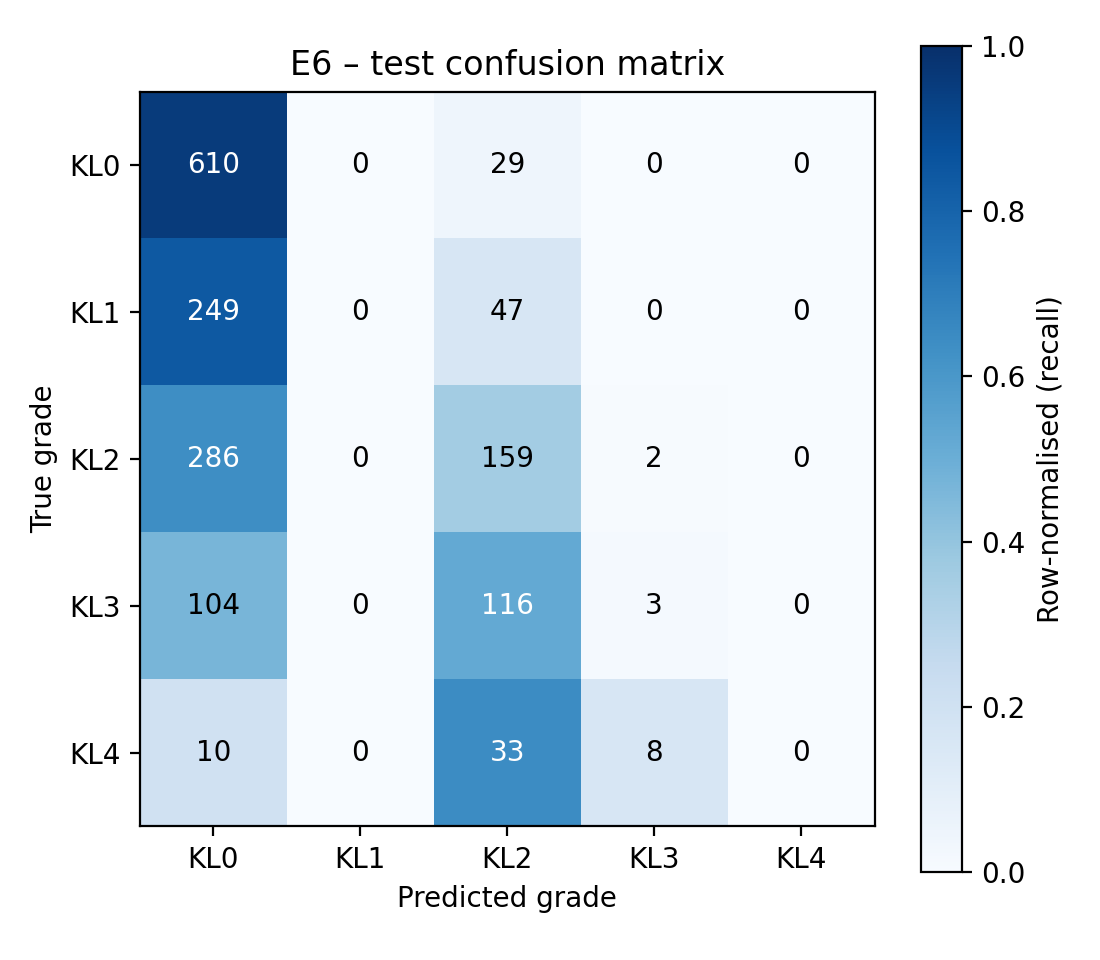 E6 – test confusion matrix
1.0
KL0 610 0 29 0 0
0.8
KL1 249 0 47 0 0
0.6
KL2 286 0 159 2 0
0.4
KL3 104 0 116 3 0
0.2
KL4 10 0 33 8 0
0.0
KL0 KL1 KL2 KL3 KL4
Predicted grade
True grade
Row-normalised (recall)